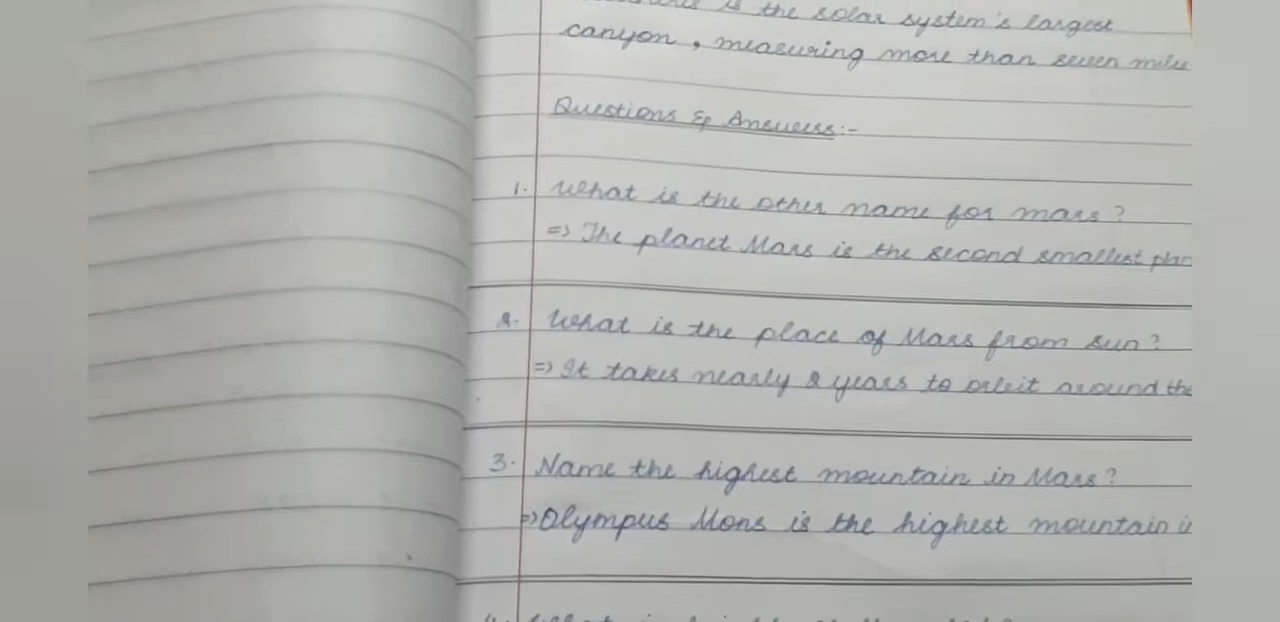 is the solar system's largest
canyon, measuring more than seven miles
Questions & Answers:-
1. What is the other name for mars?
=> The planet Mars is the second smallest
2. What is the place of Mars from sun?
=> It takes nearly 2 years to orbit around the
3. Name the highest mountain in Mars?
=> Olympus Mons is the highest mountain